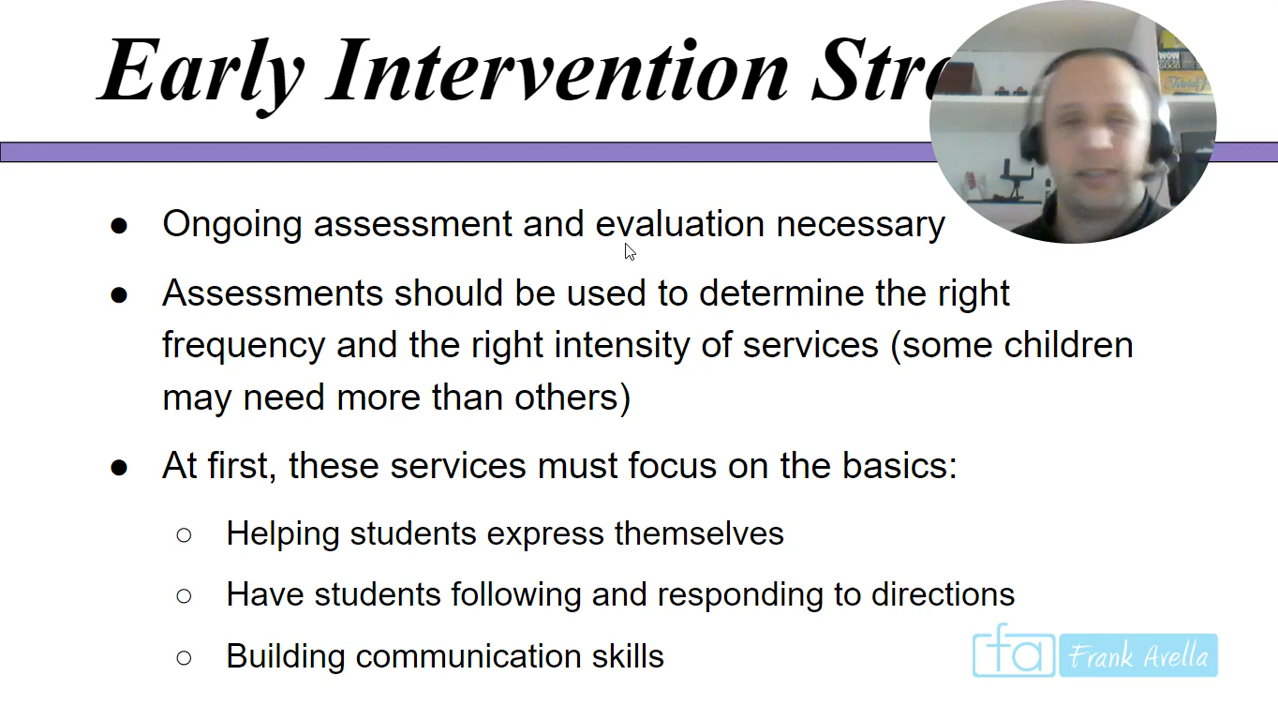 Early Intervention
● Ongoing assessment and evaluation necessary
● Assessments should be used to determine the right
frequency and the right intensity of services (some children
may need more than others)
● At first, these services must focus on the basics:
○ Helping students express themselves
○ Have students following and responding to directions
○ Building communication skills
fa Frank Avella